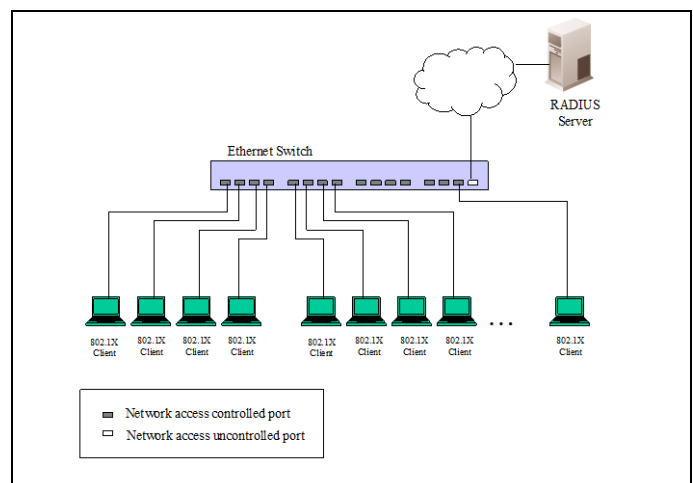 RADIUS
Server
Ethernet Switch
802.1X
Client
802.1X
Client
802.1X
Client
802.1X
Client
802.1X
Client
802.1X
Client
802.1X
Client
802.1X
Client
...
802.1X
Client
Network access controlled port
Network access uncontrolled port